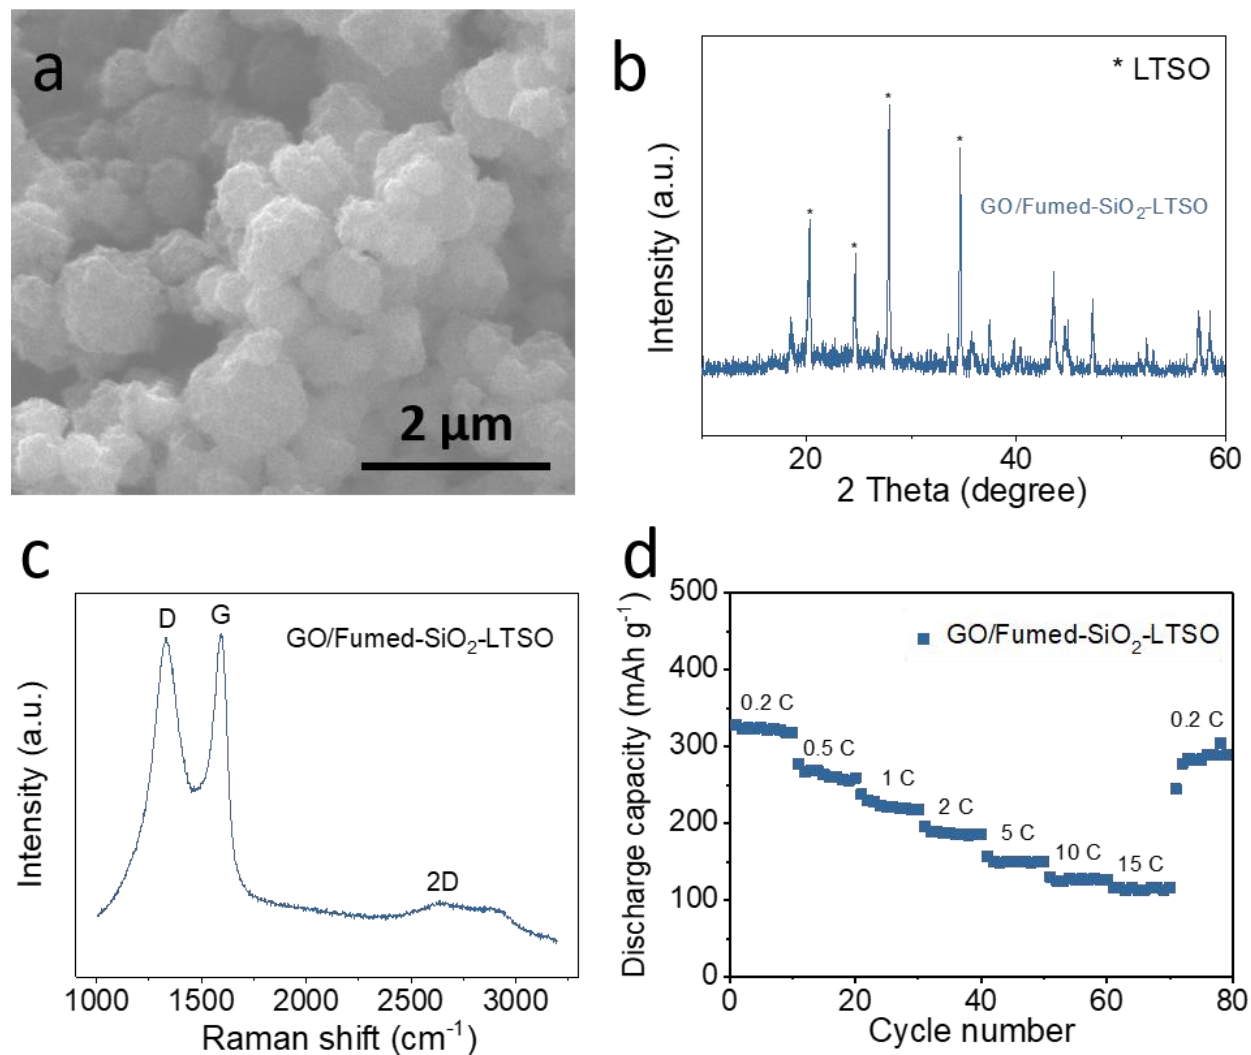 a
2 µm
b
* LTSO
*
*
*
*
GO/Fumed-SiO₂-LTSO
Intensity (a.u.)
20
40
60
2 Theta (degree)
c
D
G
GO/Fumed-SiO₂-LTSO
2D
Intensity (a.u.)
1000
1500
2000
2500
3000
Raman shift (cm⁻¹)
d
500
400
300
200
100
0
Discharge capacity (mAh g⁻¹)
GO/Fumed-SiO₂-LTSO
0.2 C
0.5 C
1 C
2 C
5 C
10 C
15 C
0.2 C
0
20
40
60
80
Cycle number